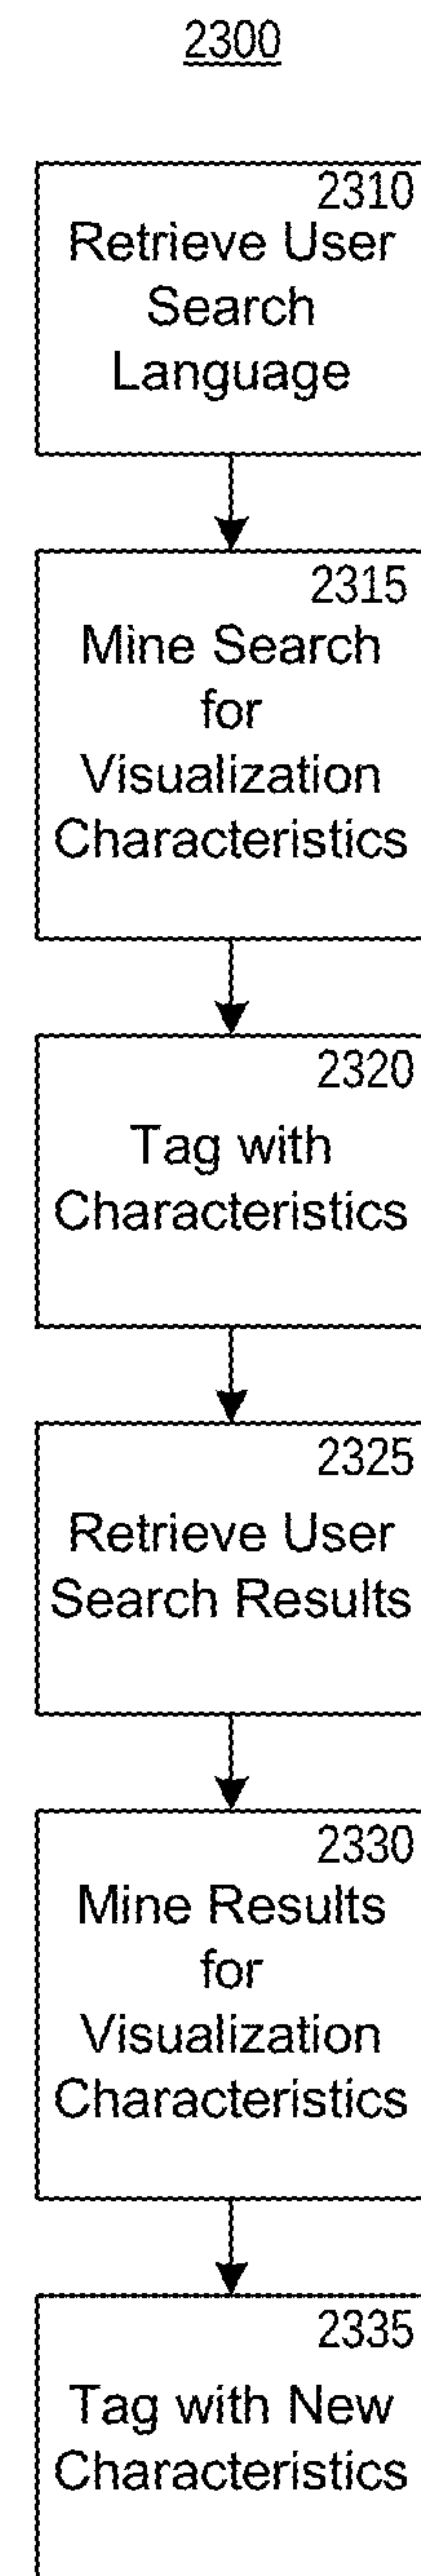 2300
2310
Retrieve User
Search
Language
2315
Mine Search
for
Visualization
Characteristics
2320
Tag with
Characteristics
2325
Retrieve User
Search Results
2330
Mine Results
for
Visualization
Characteristics
2335
Tag with New
Characteristics